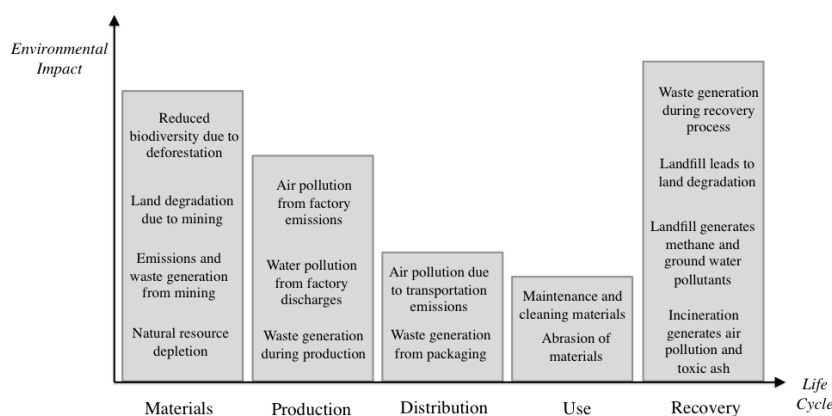 Environmental
Impact
Reduced
biodiversity due to
deforestation
Land degradation
due to mining
Emissions and
waste generation
from mining
Natural resource
depletion
Air pollution
from factory
emissions
Water pollution
from factory
discharges
Waste generation
during production
Air pollution due
to transportation
emissions
Waste generation
from packaging
Maintenance and
cleaning materials
Abrasion of
materials
Waste generation
during recovery
process
Landfill leads to
land degradation
Landfill generates
methane and
ground water
pollutants
Incineration
generates air
pollution and
toxic ash
Materials
Production
Distribution
Use
Recovery
Life
Cycle